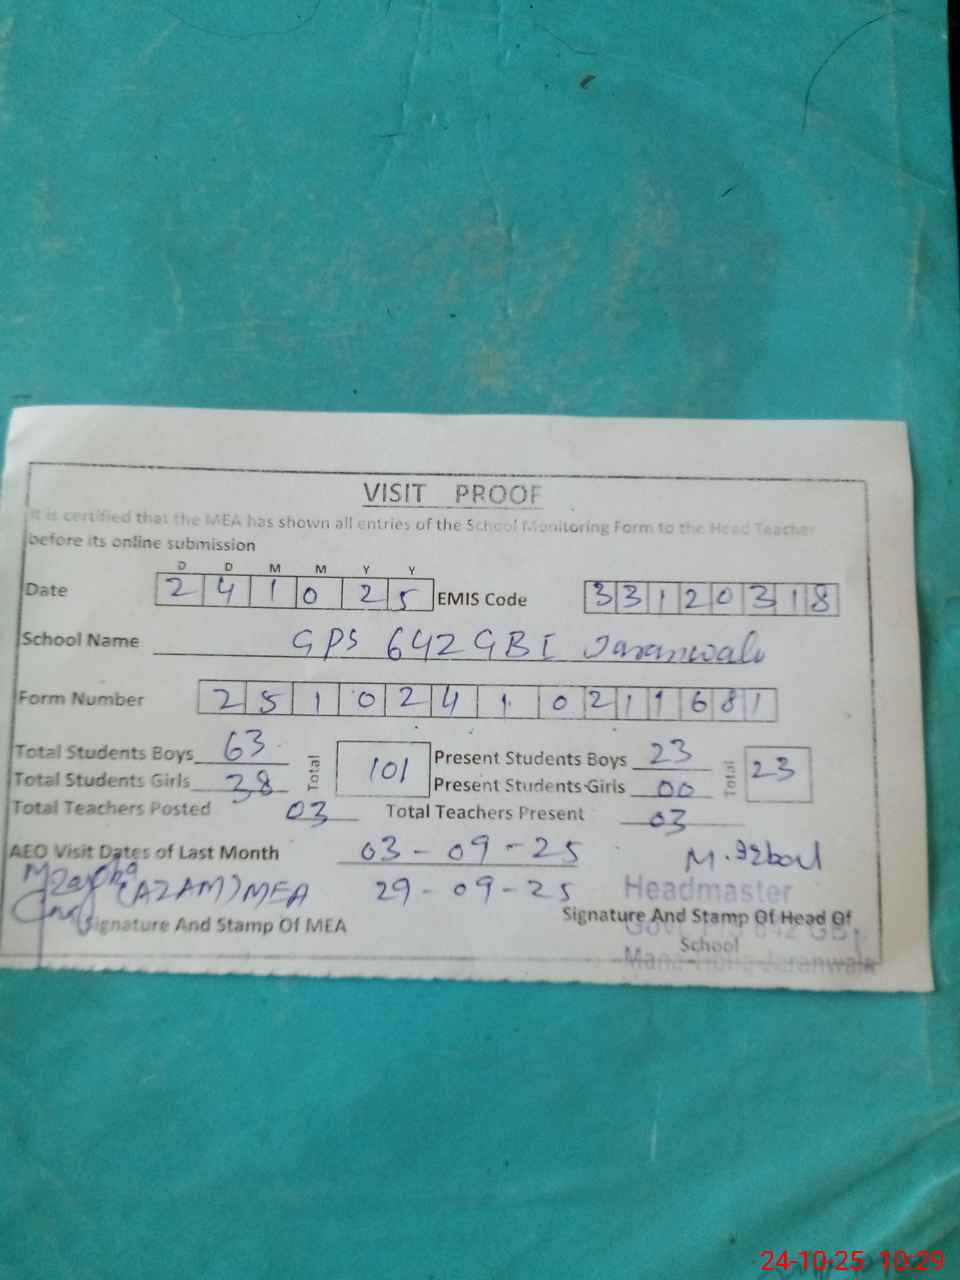 VISIT PROOF
It is certified that the MEA has shown all entries of the School Monitoring Form to the Head Teacher
before its online submission
D D M M Y Y
Date 2 4 1 0 2 5 EMIS Code 3 3 1 2 0 3 1 8
School Name GPS 642 GB I Jaranwala
Form Number 2 5 1 0 2 4 1 0 2 1 1 6 8 1
Total Students Boys 63 Total 101 Present Students Boys 23 Total 23
Total Students Girls 38 Present Students Girls 00
Total Teachers Posted 03 Total Teachers Present 03
AEO Visit Dates of Last Month 03-09-25 M. Iqbal
(AZAM) MEA 29-09-25 Headmaster
Signature And Stamp Of MEA Signature And Stamp Of Head Of
School
642 GB
Jaranwala
24-10-25 10:29